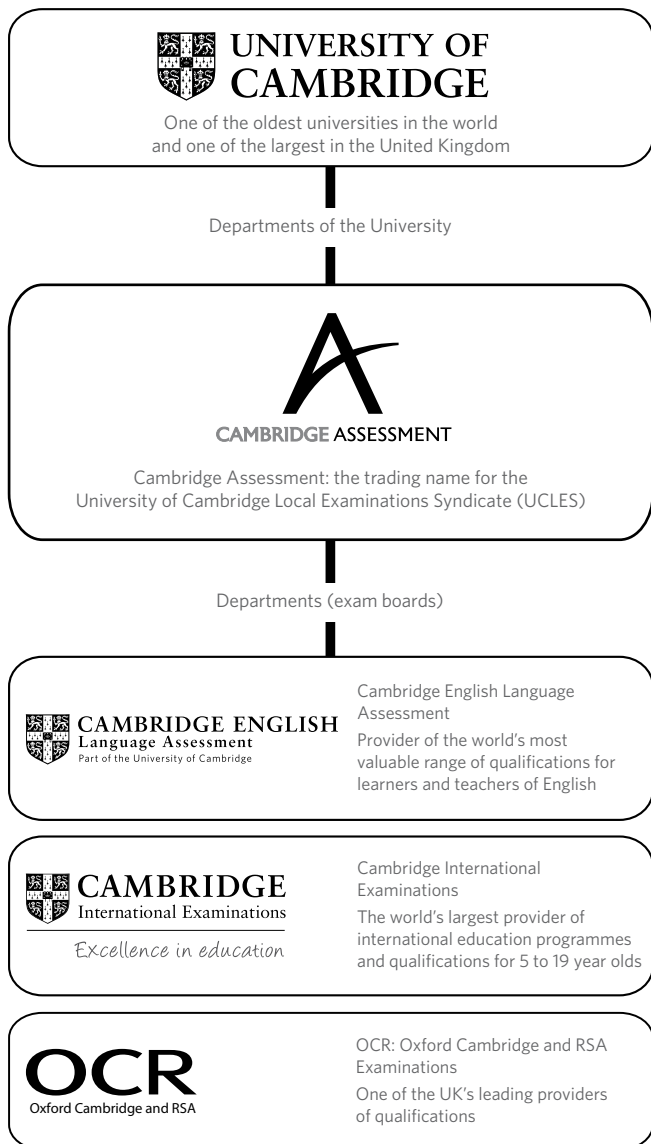 UNIVERSITY OF
CAMBRIDGE
One of the oldest universities in the world
and one of the largest in the United Kingdom
Departments of the University
CAMBRIDGE ASSESSMENT
Cambridge Assessment: the trading name for the
University of Cambridge Local Examinations Syndicate (UCLES)
Departments (exam boards)
CAMBRIDGE ENGLISH
Language Assessment
Part of the University of Cambridge
Cambridge English Language
Assessment
Provider of the world's most
valuable range of qualifications for
learners and teachers of English
CAMBRIDGE
International Examinations
Excellence in education
Cambridge International
Examinations
The world's largest provider of
international education programmes
and qualifications for 5 to 19 year olds
OCR
Oxford Cambridge and RSA
OCR: Oxford Cambridge and RSA
Examinations
One of the UK's leading providers
of qualifications